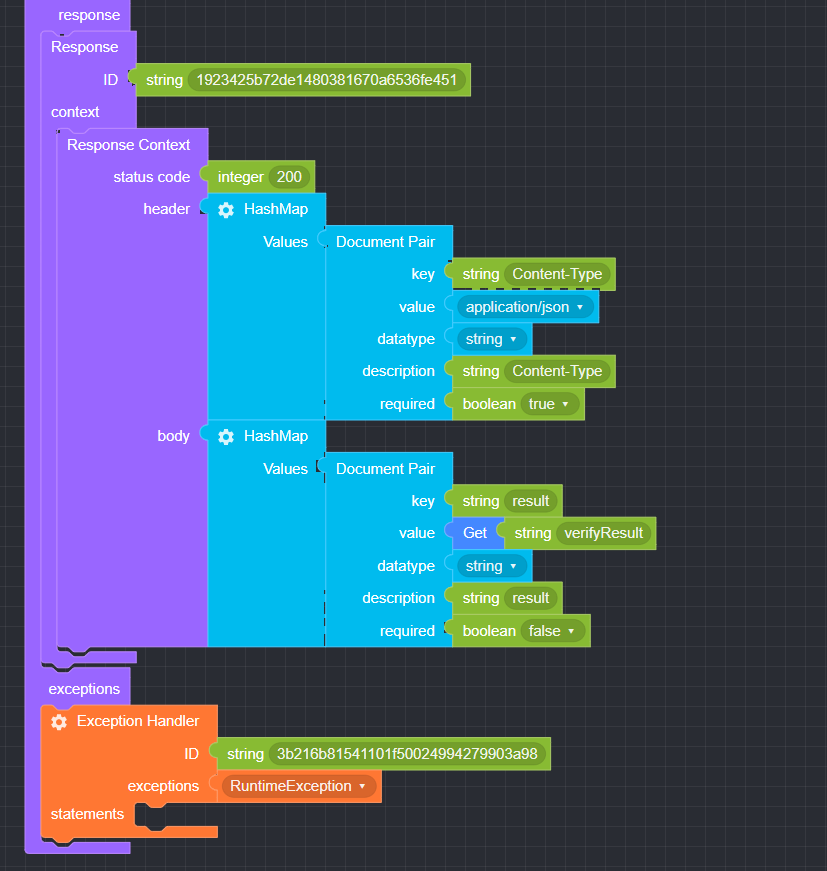 response
Response
ID string 1923425b72de1480381670a6536fe451
context
Response Context
status code integer 200
header HashMap
Values Document Pair
key string Content-Type
value application/json
datatype string
description string Content-Type
required boolean true
body HashMap
Values Document Pair
key string result
value Get string verifyResult
datatype string
description string result
required boolean false
exceptions
Exception Handler
ID string 3b216b81541101f50024994279903a98
exceptions RuntimeException
statements